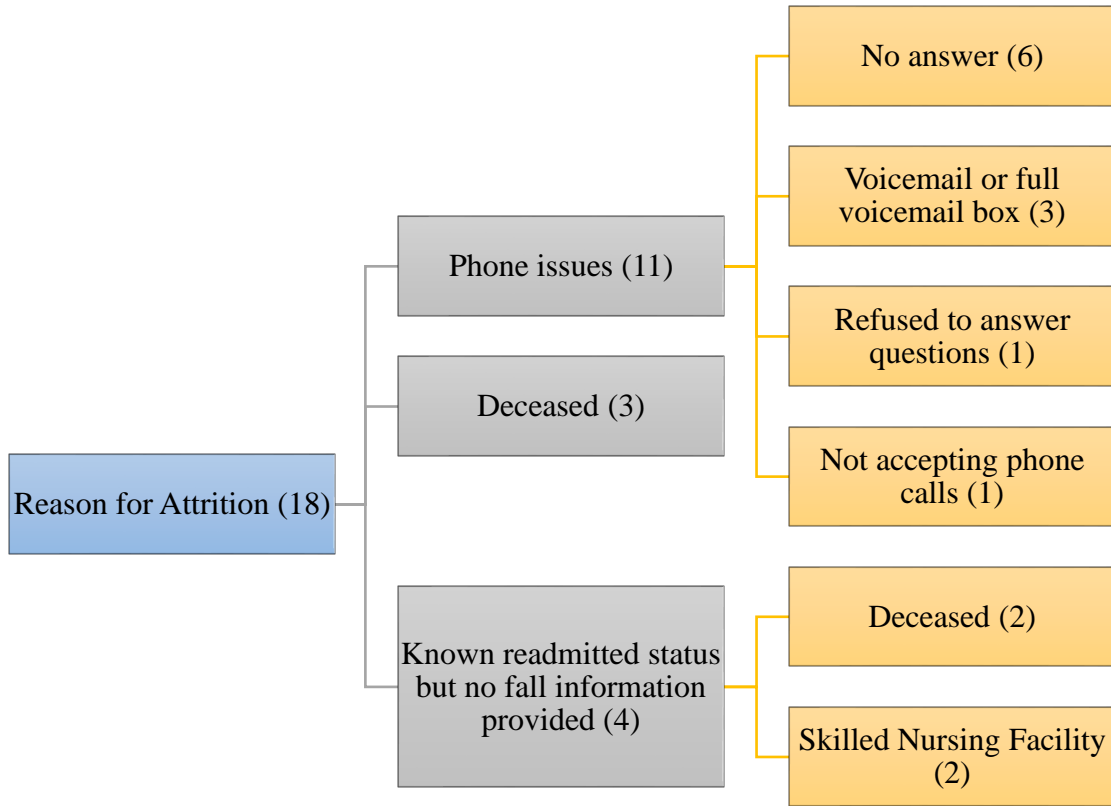 Reason for Attrition (18)
Phone issues (11)
Deceased (3)
Known readmitted status
but no fall information
provided (4)
No answer (6)
Voicemail or full
voicemail box (3)
Refused to answer
questions (1)
Not accepting phone
calls (1)
Deceased (2)
Skilled Nursing Facility
(2)